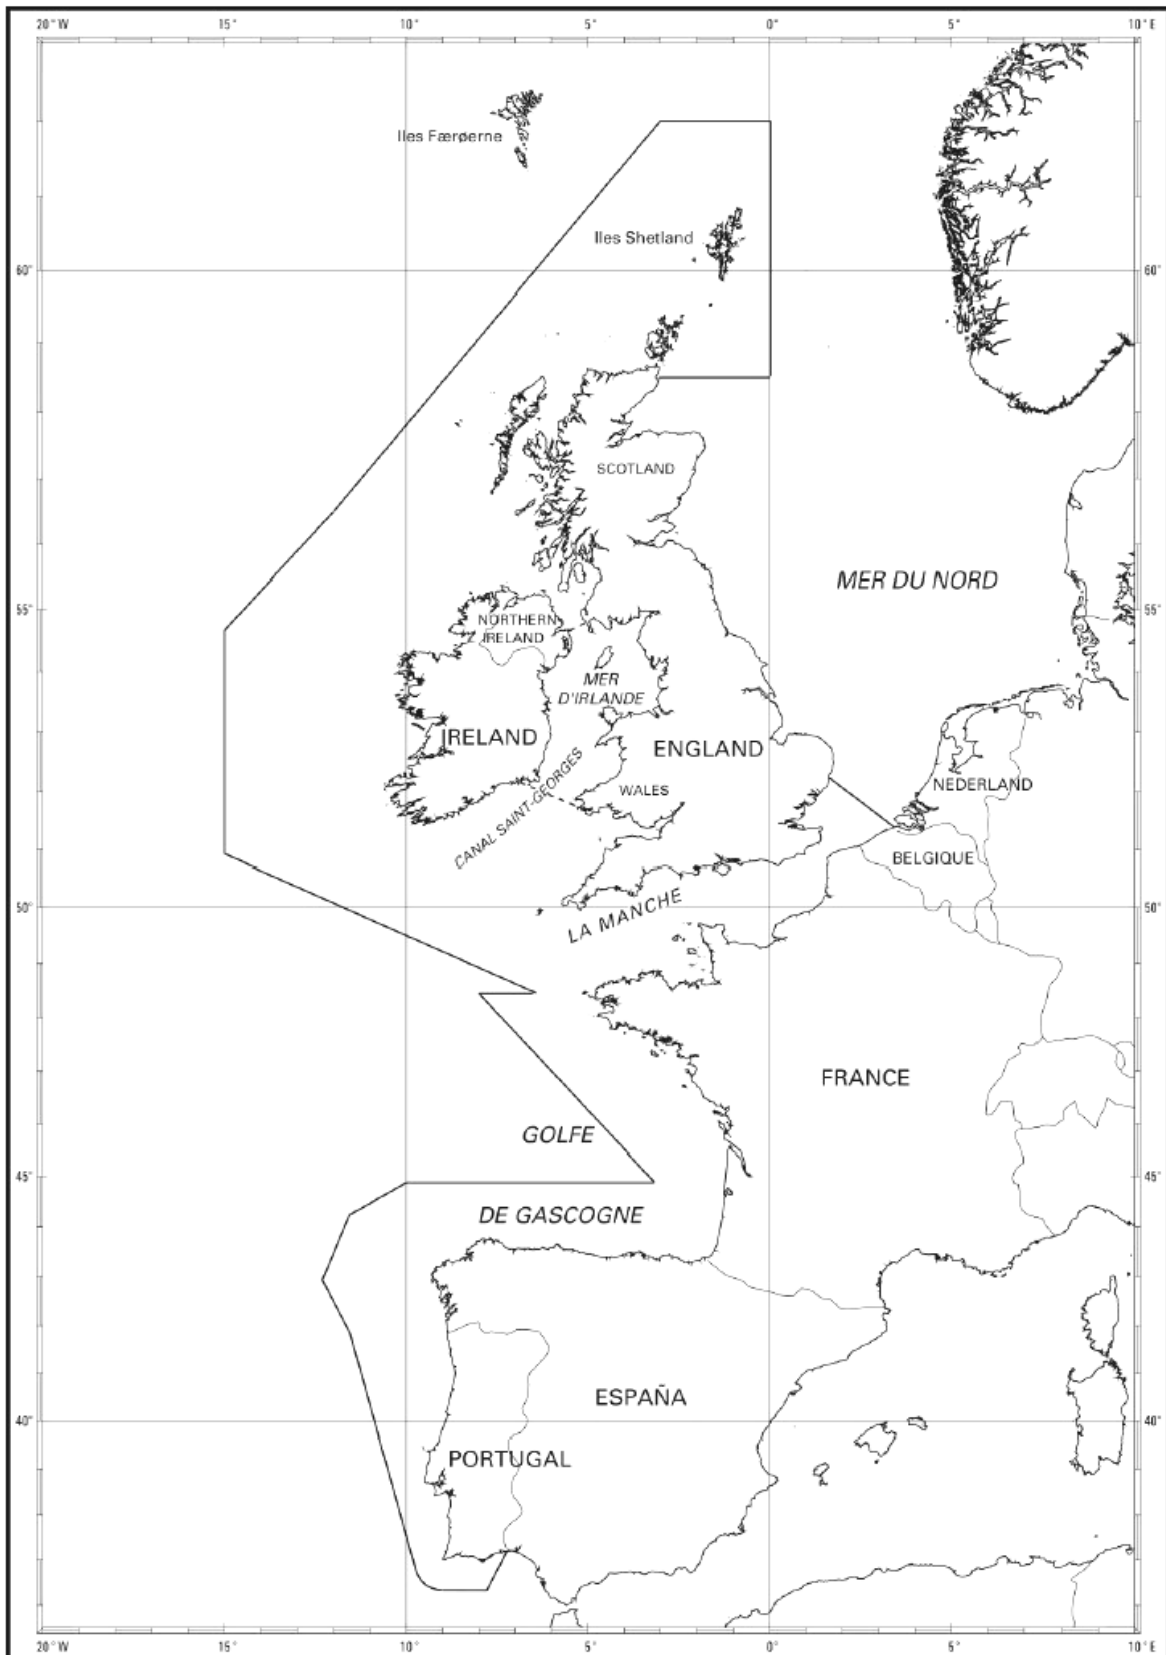 20° W 15° 10° 5° 0° 5° 10° E
Iles Færøerne
Iles Shetland
60° 60°
SCOTLAND
MER DU NORD
55° 55°
NORTHERN
IRELAND
MER
D'IRLANDE
IRELAND
ENGLAND
CANAL SAINT-GEORGES
WALES
NEDERLAND
BELGIQUE
50° 50°
LA MANCHE
FRANCE
GOLFE
45° 45°
DE GASCOGNE
ESPAÑA
40° 40°
PORTUGAL
20° W 15° 10° 5° 0° 5° 10° E